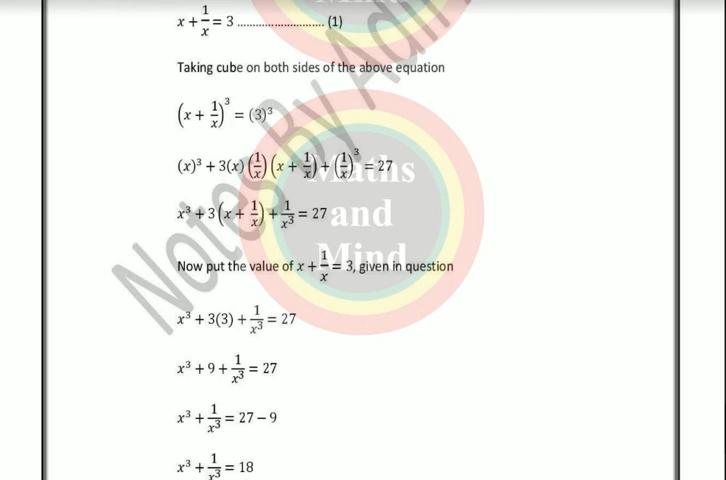 x + 1/x = 3 ............................ (1)
Taking cube on both sides of the above equation
(x + 1/x)³ = (3)³
(x)³ + 3(x)(1/x)(x + 1/x) + (1/x)³ = 27
x³ + 3(x + 1/x) + 1/x³ = 27
Now put the value of x + 1/x = 3, given in question
x³ + 3(3) + 1/x³ = 27
x³ + 9 + 1/x³ = 27
x³ + 1/x³ = 27 – 9
x³ + 1/x³ = 18
Maths
and
Mind
Notes By